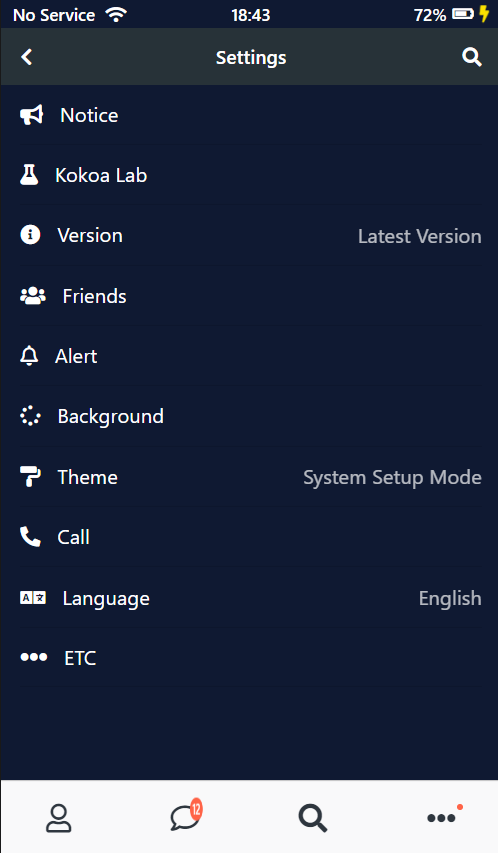 No Service 18:43 72%
Settings
Notice
Kokoa Lab
Version Latest Version
Friends
Alert
Background
Theme System Setup Mode
Call
Language English
ETC
12